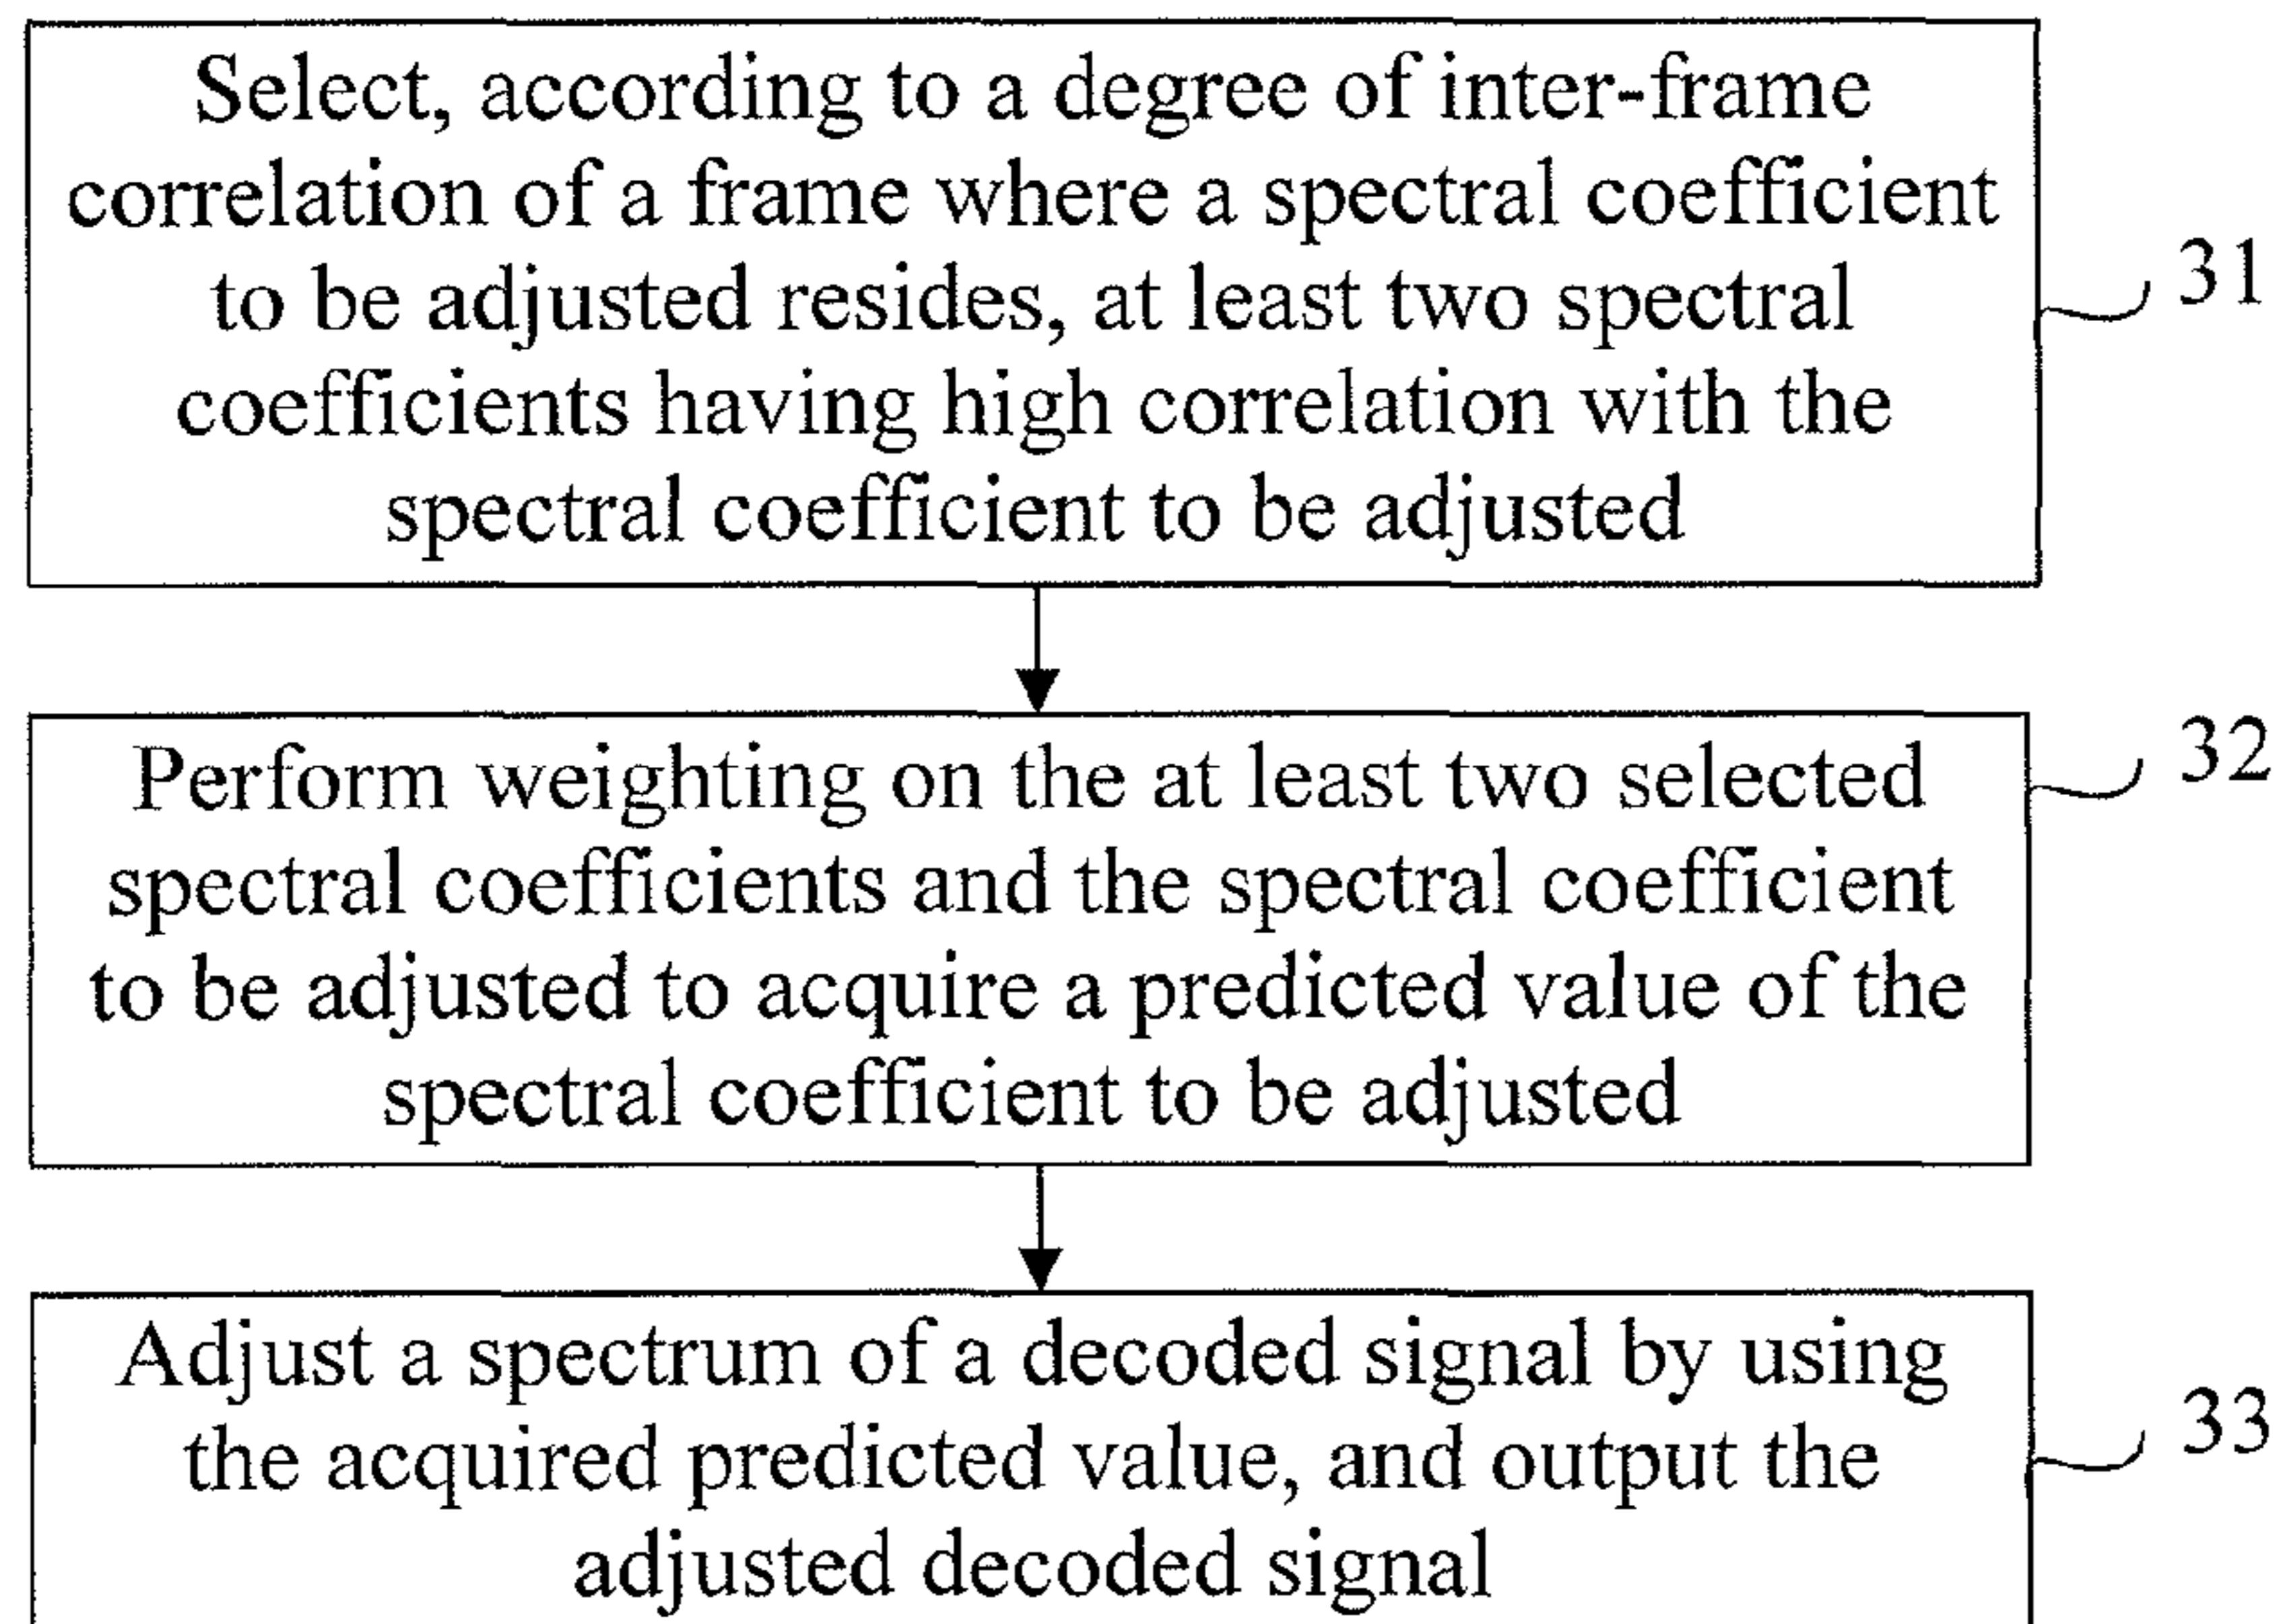 Select, according to a degree of inter-frame
correlation of a frame where a spectral coefficient
to be adjusted resides, at least two spectral
coefficients having high correlation with the
spectral coefficient to be adjusted
31
Perform weighting on the at least two selected
spectral coefficients and the spectral coefficient
to be adjusted to acquire a predicted value of the
spectral coefficient to be adjusted
32
Adjust a spectrum of a decoded signal by using
the acquired predicted value, and output the
adjusted decoded signal
33